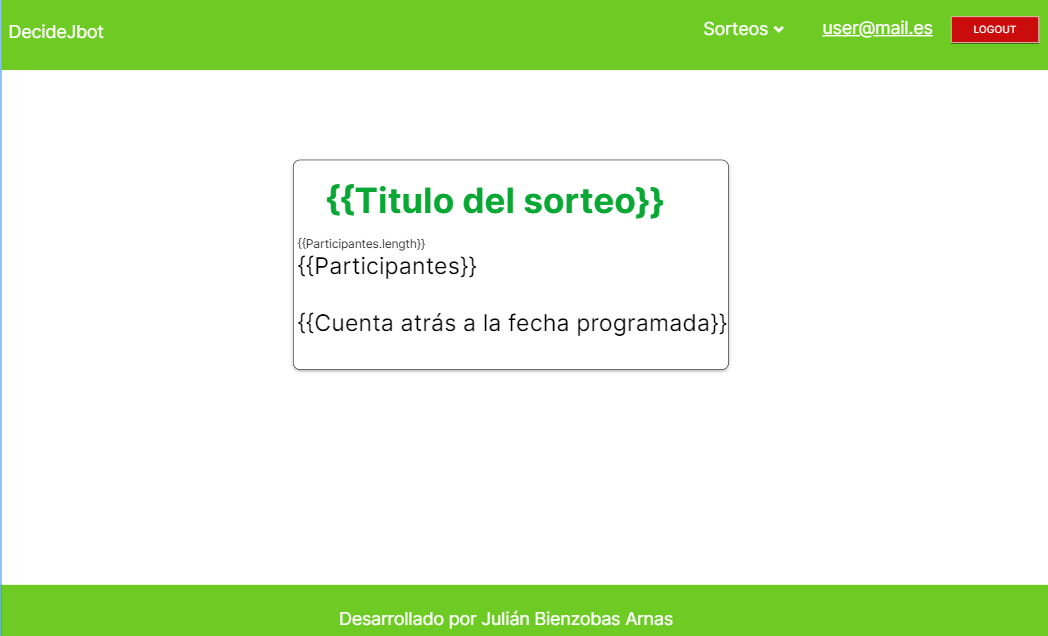 DecideJbot
Sorteos
user@mail.es
LOGOUT
{{Titulo del sorteo}}
{{Participantes.length}}
{{Participantes}}
{{Cuenta atrás a la fecha programada}}
Desarrollado por Julián Bienzobas Arnas